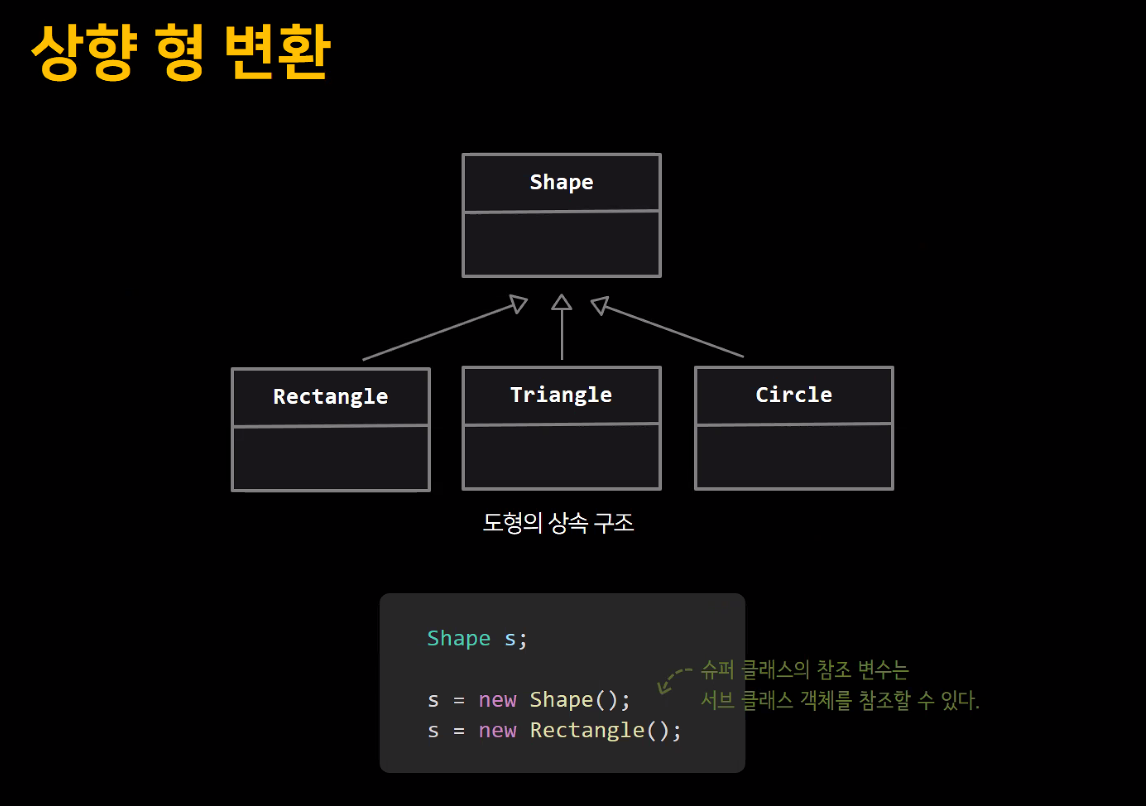 상향 형 변환
Shape
Rectangle
Triangle
Circle
도형의 상속 구조
Shape s;
s = new Shape();
s = new Rectangle();
슈퍼 클래스의 참조 변수는
서브 클래스 객체를 참조할 수 있다.